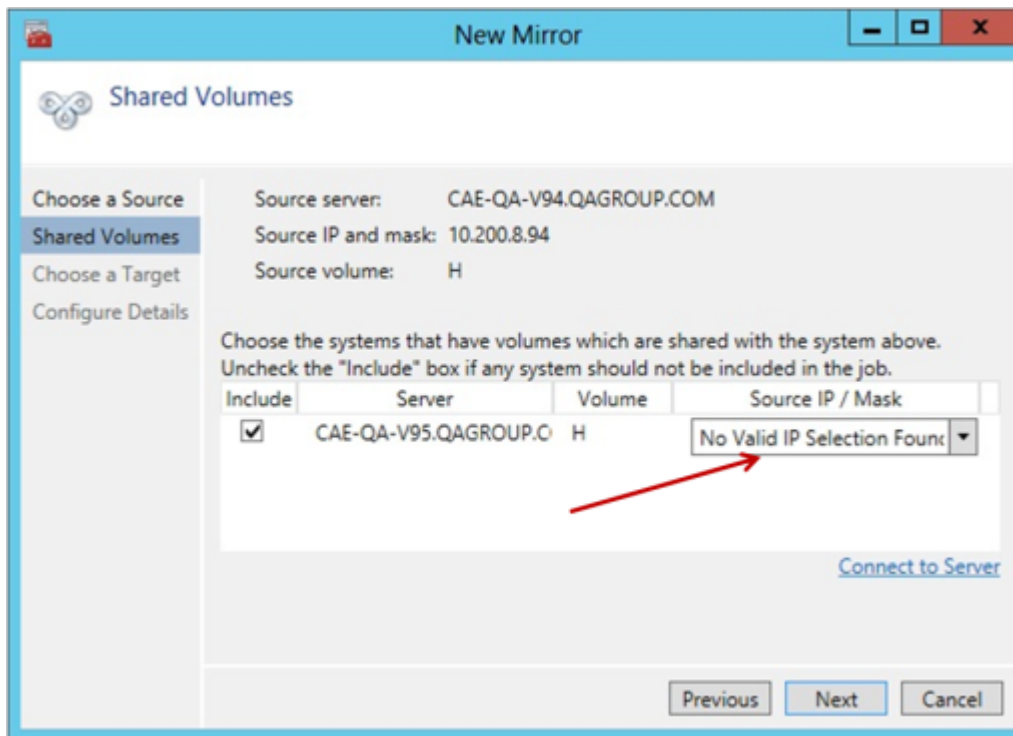 New Mirror
Shared Volumes
Choose a Source
Shared Volumes
Choose a Target
Configure Details
Source server: CAE-QA-V94.QAGROUP.COM
Source IP and mask: 10.200.8.94
Source volume: H
Choose the systems that have volumes which are shared with the system above.
Uncheck the "Include" box if any system should not be included in the job.
Include Server Volume Source IP / Mask
CAE-QA-V95.QAGROUP.C H No Valid IP Selection Found
Connect to Server
Previous Next Cancel